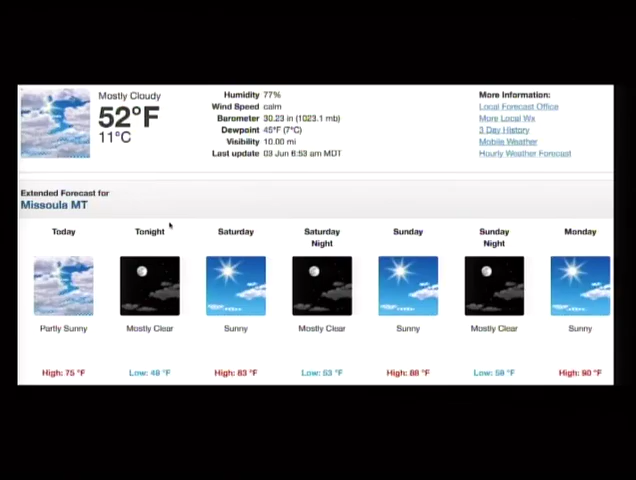 Mostly Cloudy
52°F
11°C
Humidity 77%
Wind Speed calm
Barometer 30.23 in (1023.1 mb)
Dewpoint 45°F (7°C)
Visibility 10.00 mi
Last update 03 Jun 6:53 am MDT
More Information:
Local Forecast Office
More Local Wx
3 Day History
Mobile Weather
Hourly Weather Forecast
Extended Forecast for
Missoula MT
Today
Tonight
Saturday
Saturday
Night
Sunday
Sunday
Night
Monday
Partly Sunny
Mostly Clear
Sunny
Mostly Clear
Sunny
Mostly Clear
Sunny
High: 75 °F
Low: 49 °F
High: 83 °F
Low: 53 °F
High: 88 °F
Low: 59 °F
High: 90 °F